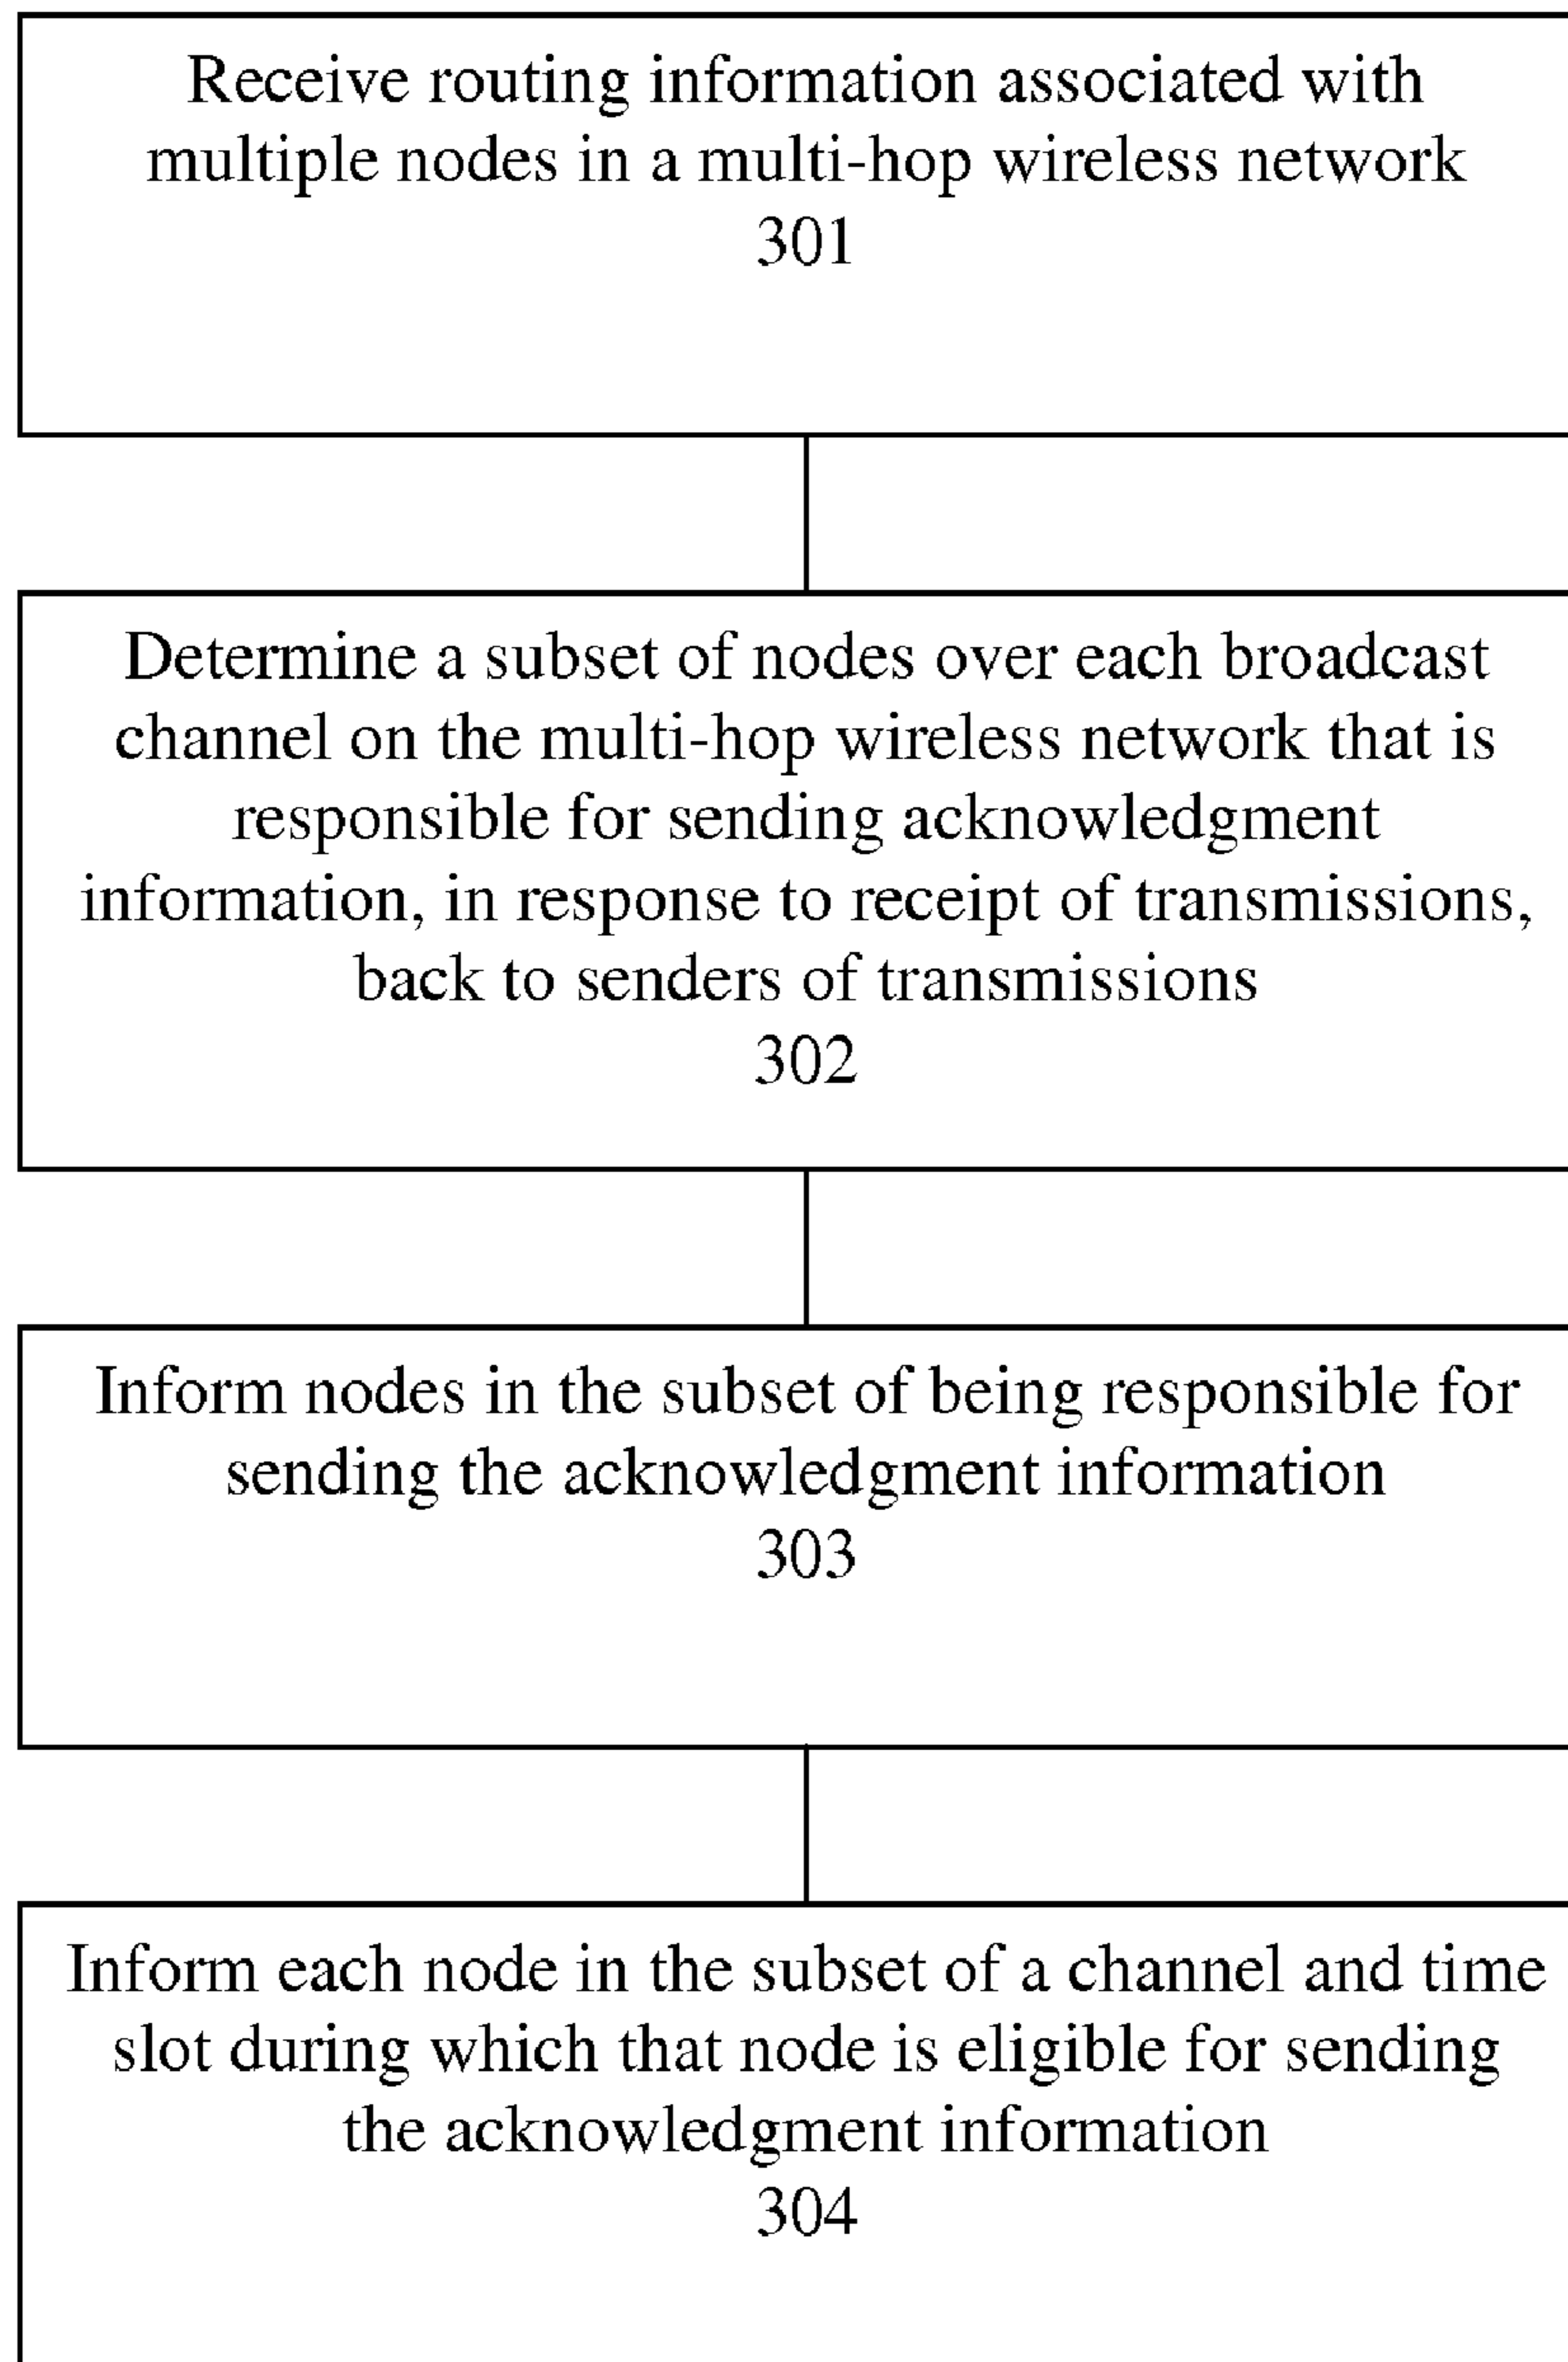 Receive routing information associated with
multiple nodes in a multi-hop wireless network
301
Determine a subset of nodes over each broadcast
channel on the multi-hop wireless network that is
responsible for sending acknowledgment
information, in response to receipt of transmissions,
back to senders of transmissions
302
Inform nodes in the subset of being responsible for
sending the acknowledgment information
303
Inform each node in the subset of a channel and time
slot during which that node is eligible for sending
the acknowledgment information
304